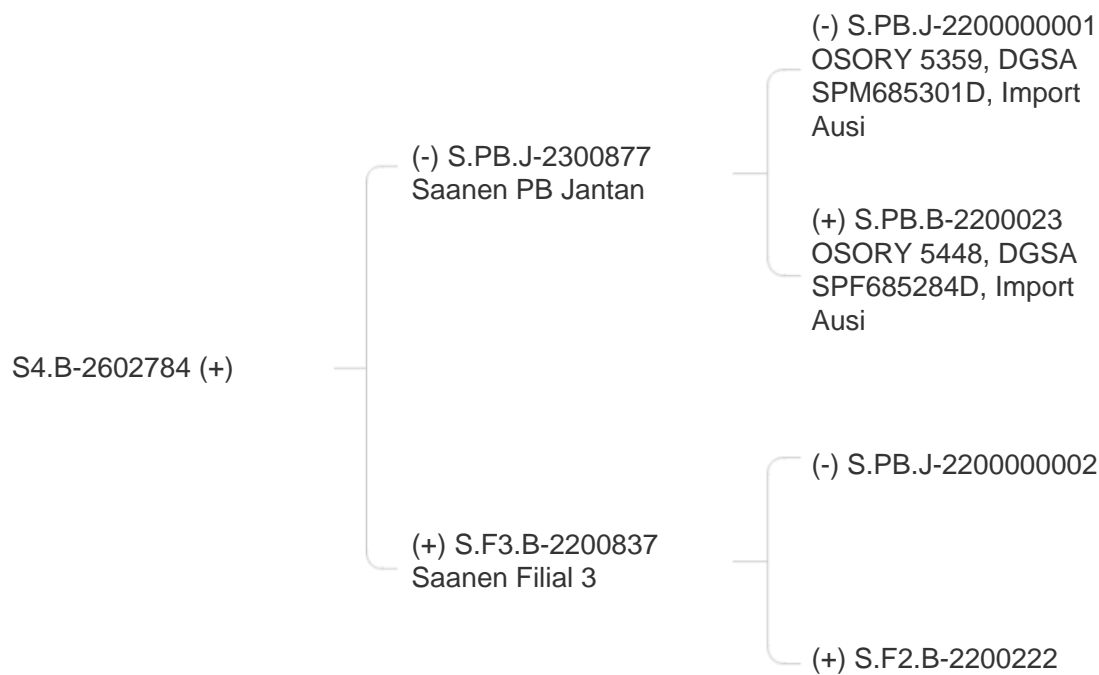 (-) S.PB.J-2200000001
OSORY 5359, DGSA
SPM685301D, Import
Ausi
(-) S.PB.J-2300877
Saanen PB Jantan
(+) S.PB.B-2200023
OSORY 5448, DGSA
SPF685284D, Import
Ausi
S4.B-2602784 (+)
(-) S.PB.J-2200000002
(+) S.F3.B-2200837
Saanen Filial 3
(+) S.F2.B-2200222